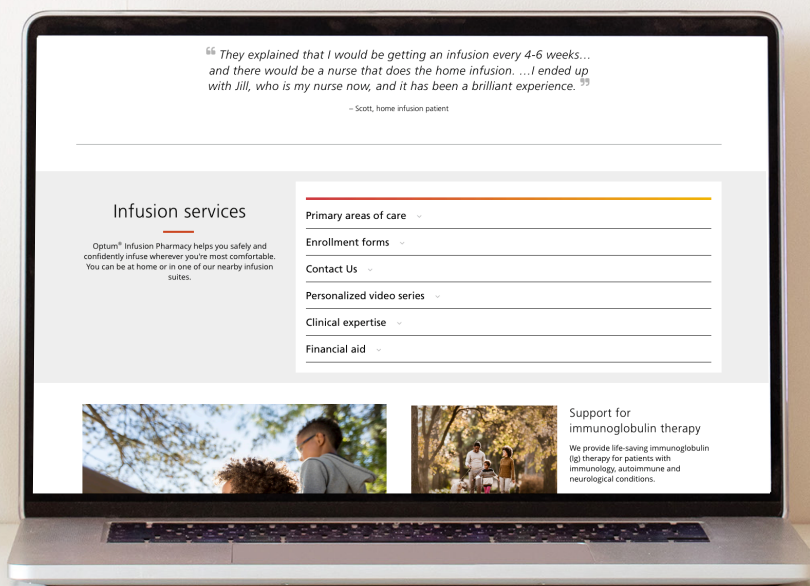 “ They explained that I would be getting an infusion every 4-6 weeks…
and there would be a nurse that does the home infusion. …I ended up
with Jill, who is my nurse now, and it has been a brilliant experience. ”
– Scott, home infusion patient
Infusion services
Optum® Infusion Pharmacy helps you safely and
confidently infuse wherever you're most comfortable.
You can be at home or in one of our nearby infusion
suites.
Primary areas of care
Enrollment forms
Contact Us
Personalized video series
Clinical expertise
Financial aid
Support for
immunoglobulin therapy
We provide life-saving immunoglobulin
(Ig) therapy for patients with
immunology, autoimmune and
neurological conditions.